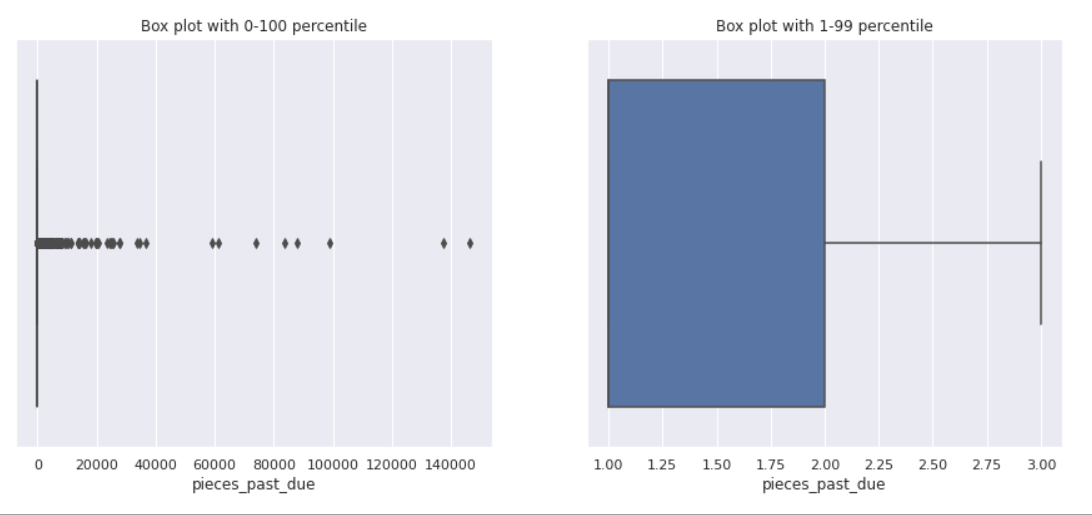 Box plot with 0-100 percentile
0 20000 40000 60000 80000 100000 120000 140000
pieces_past_due
Box plot with 1-99 percentile
1.00 1.25 1.50 1.75 2.00 2.25 2.50 2.75 3.00
pieces_past_due